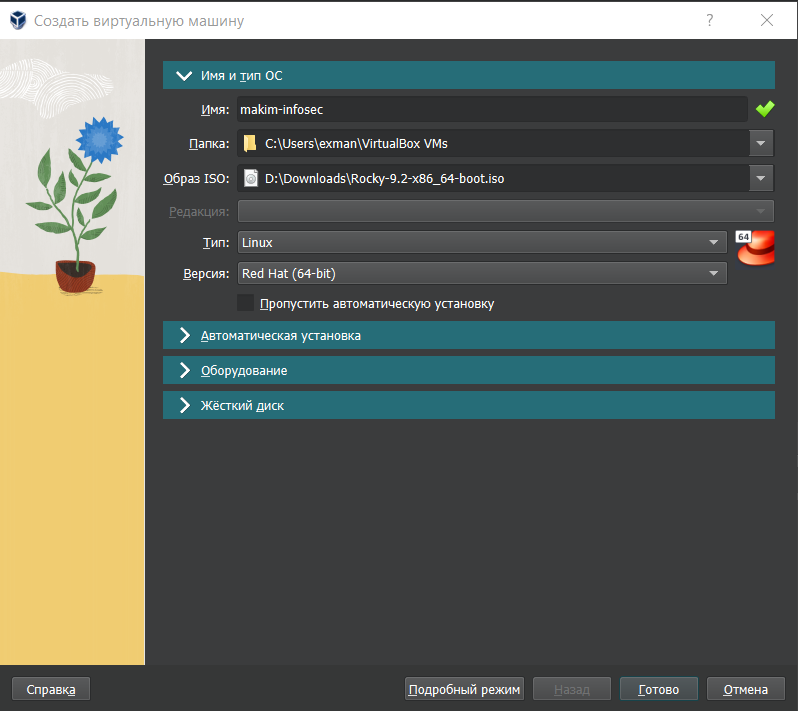 Создать виртуальную машину
?
Имя и тип ОС
Имя: makim-infosec
Папка: C:\Users\exman\VirtualBox VMs
Образ ISO: D:\Downloads\Rocky-9.2-x86_64-boot.iso
Редакция:
Тип: Linux
64
Версия: Red Hat (64-bit)
Пропустить автоматическую установку
Автоматическая установка
Оборудование
Жёсткий диск
Справка Подробный режим Назад Готово Отмена